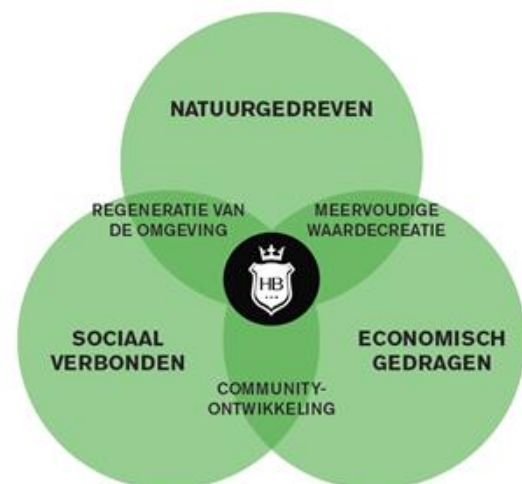 NATUURGEDREVEN
REGENERATIE VAN
DE OMGEVING
MEERVOUDIGE
WAARDECREATIE
HB
SOCIAAL
VERBONDEN
ECONOMISCH
GEDRAGEN
COMMUNITY-
ONTWIKKELING